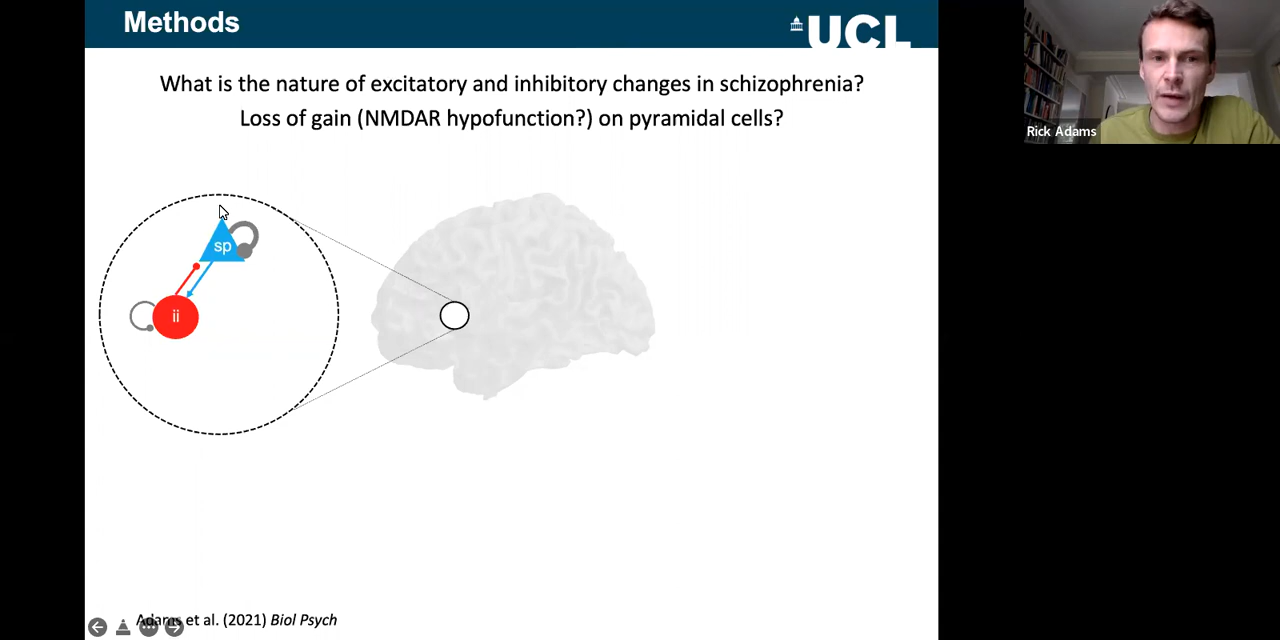 Methods
UCL
What is the nature of excitatory and inhibitory changes in schizophrenia?
Loss of gain (NMDAR hypofunction?) on pyramidal cells?
Rick Adams
sp
ii
Adams et al. (2021) Biol Psych